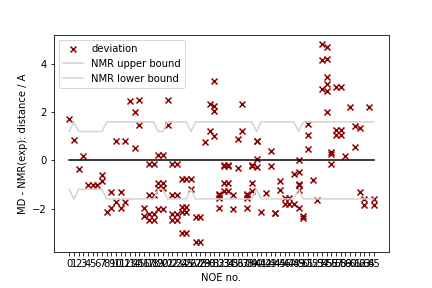 deviation
NMR upper bound
NMR lower bound
4
2
0
−2
MD - NMR(exp): distance / A
NOE no.